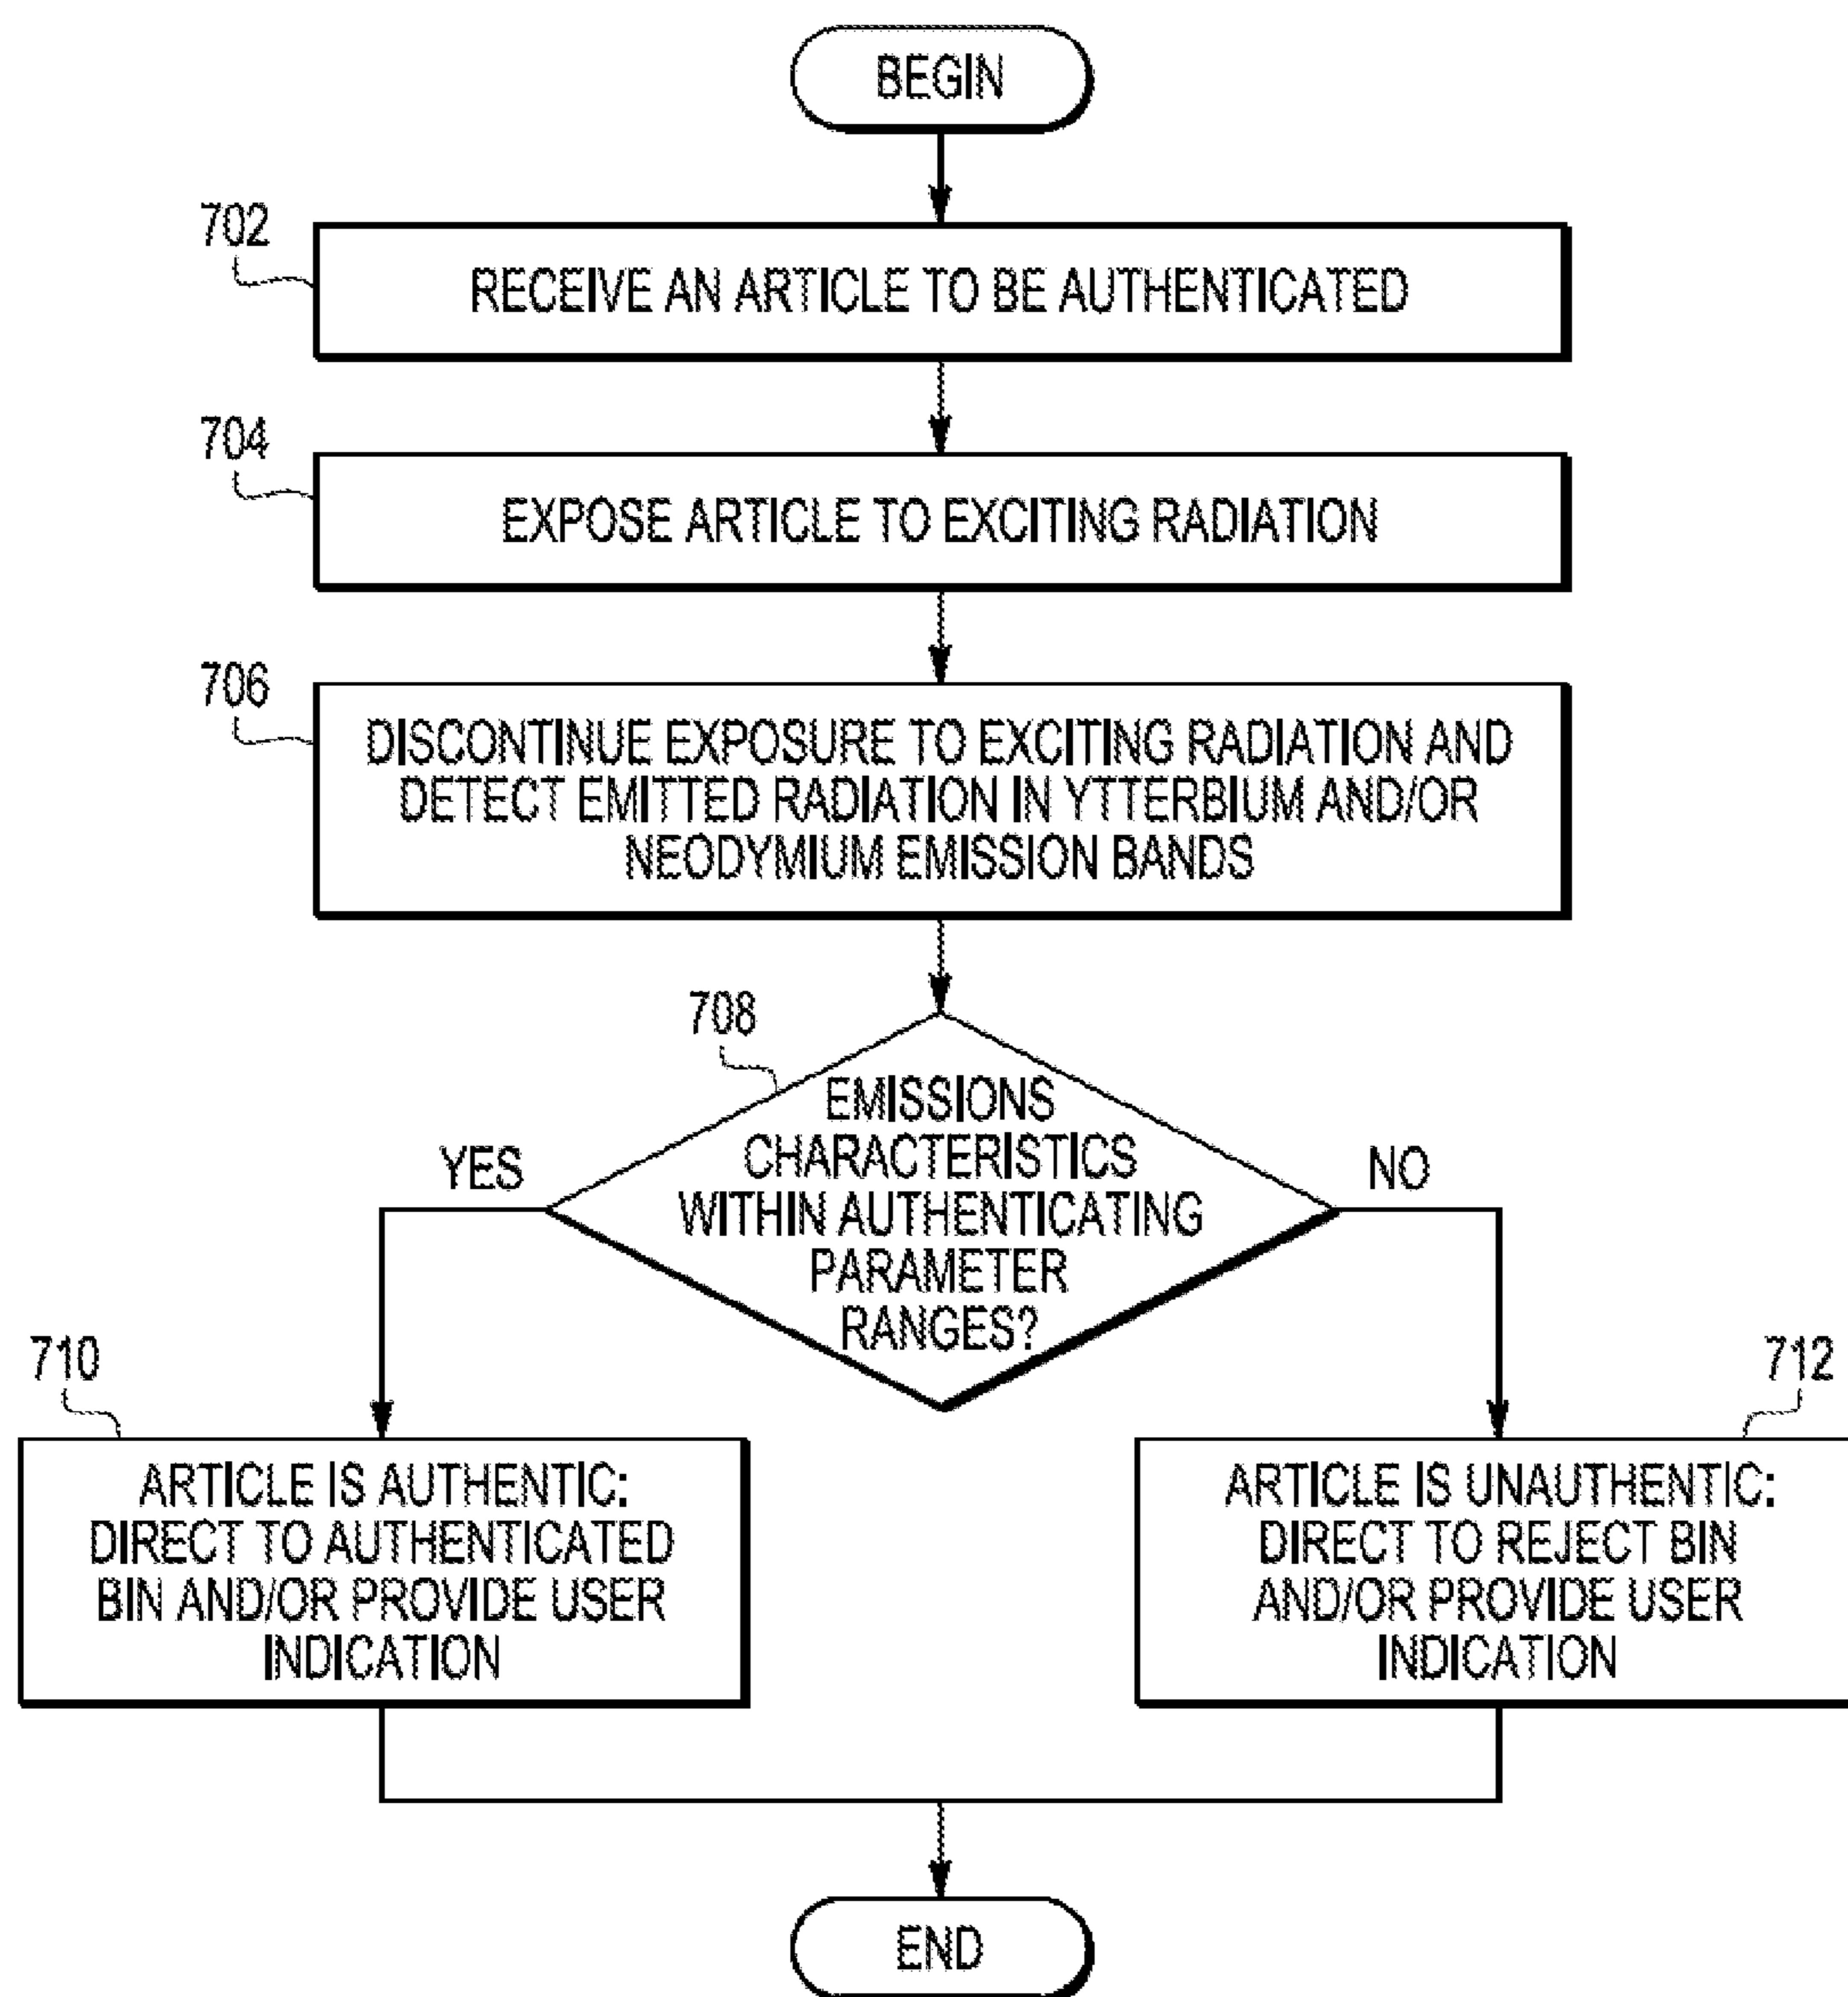 BEGIN
702
RECEIVE AN ARTICLE TO BE AUTHENTICATED
704
EXPOSE ARTICLE TO EXCITING RADIATION
706
DISCONTINUE EXPOSURE TO EXCITING RADIATION AND
DETECT EMITTED RADIATION IN YTTERBIUM AND/OR
NEODYMIUM EMISSION BANDS
708
EMISSIONS
CHARACTERISTICS
WITHIN AUTHENTICATING
PARAMETER
RANGES?
YES
NO
710
ARTICLE IS AUTHENTIC:
DIRECT TO AUTHENTICATED
BIN AND/OR PROVIDE USER
INDICATION
712
ARTICLE IS UNAUTHENTIC:
DIRECT TO REJECT BIN
AND/OR PROVIDE USER
INDICATION
END